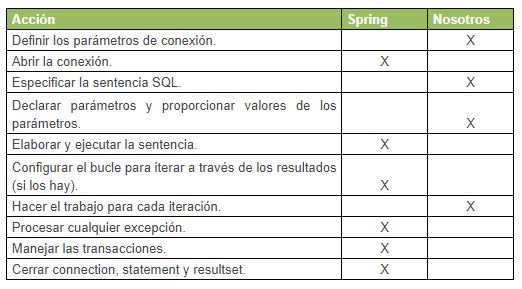 Acción Spring Nosotros
Definir los parámetros de conexión. X
Abrir la conexión. X
Especificar la sentencia SQL. X
Declarar parámetros y proporcionar valores de los
parámetros. X
Elaborar y ejecutar la sentencia. X
Configurar el bucle para iterar a través de los resultados
(si los hay). X
Hacer el trabajo para cada iteración. X
Procesar cualquier excepción. X
Manejar las transacciones. X
Cerrar connection, statement y resultset. X